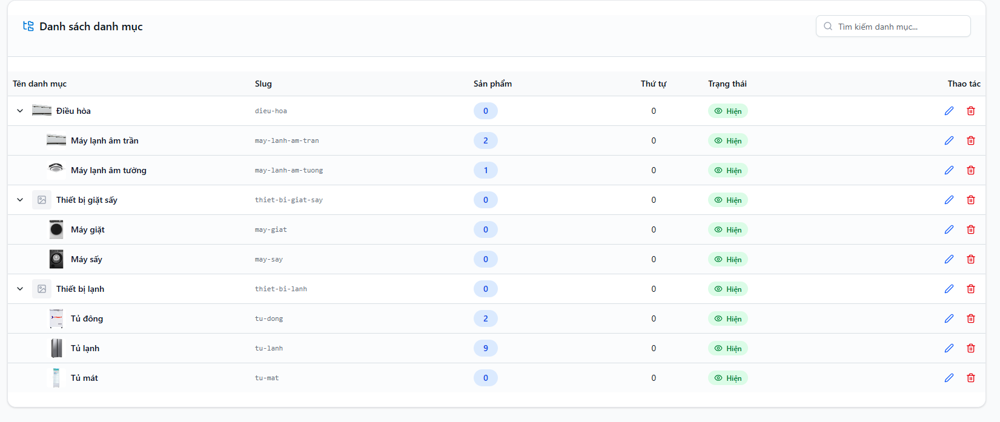 Danh sách danh mục
Tìm kiếm danh mục...
Tên danh mục Slug Sản phẩm Thứ tự Trạng thái Thao tác
Điều hòa dieu-hoa 0 0 Hiện
Máy lạnh âm trần may-lanh-am-tran 2 0 Hiện
Máy lạnh âm tường may-lanh-am-tuong 1 0 Hiện
Thiết bị giặt sấy thiet-bi-giat-say 0 0 Hiện
Máy giặt may-giat 0 0 Hiện
Máy sấy may-say 0 0 Hiện
Thiết bị lạnh thiet-bi-lanh 0 0 Hiện
Tủ đông tu-dong 2 0 Hiện
Tủ lạnh tu-lanh 9 0 Hiện
Tủ mát tu-mat 0 0 Hiện